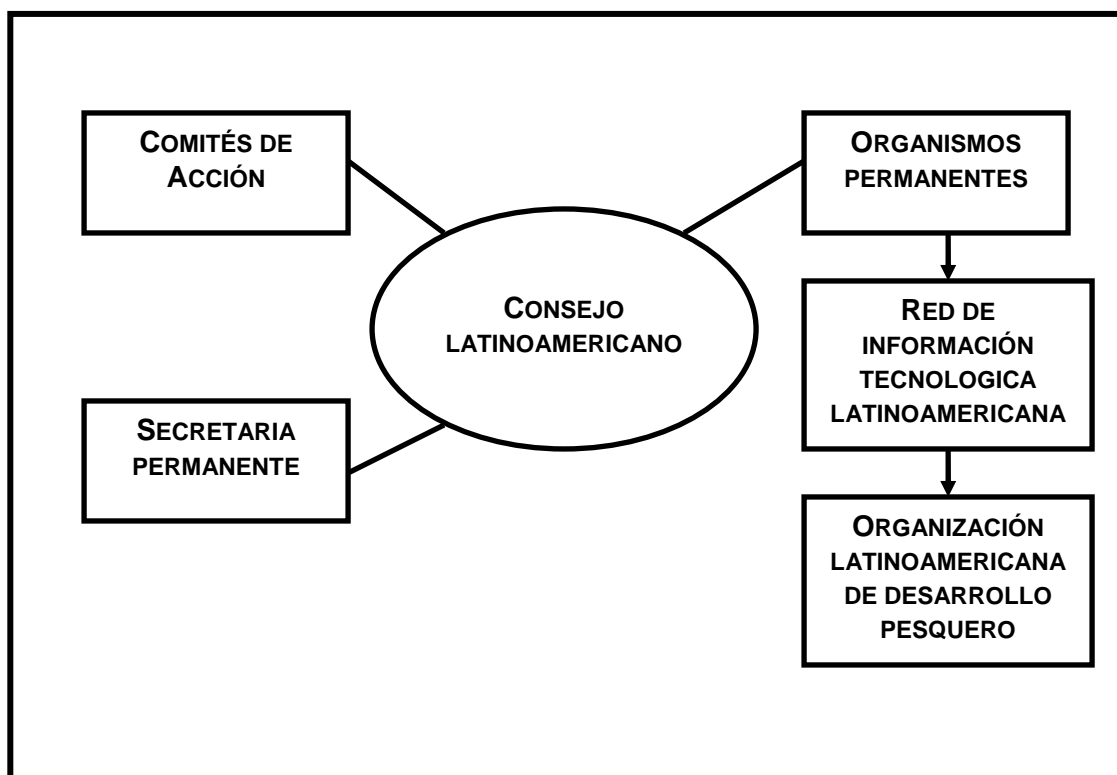 COMITÉS DE
ACCIÓN
ORGANISMOS
PERMANENTES
CONSEJO
LATINOAMERICANO
RED DE
INFORMACIÓN
TECNOLOGICA
LATINOAMERICANA
SECRETARIA
PERMANENTE
ORGANIZACIÓN
LATINOAMERICANA
DE DESARROLLO
PESQUERO